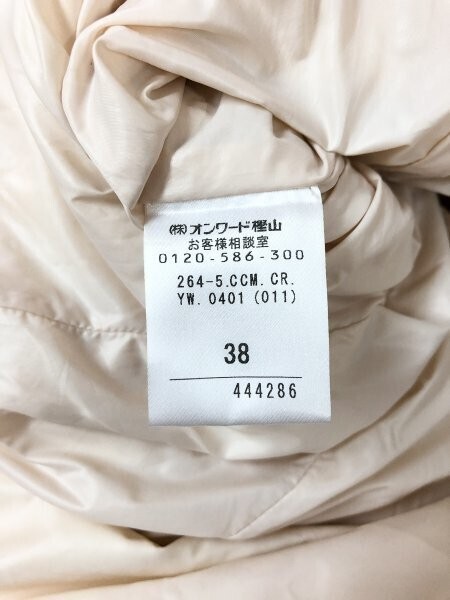 ㈱オンワード樫山
お客様相談室
0120-586-300
264-5.CCM.CR.
YW.0401(011)
38
444286